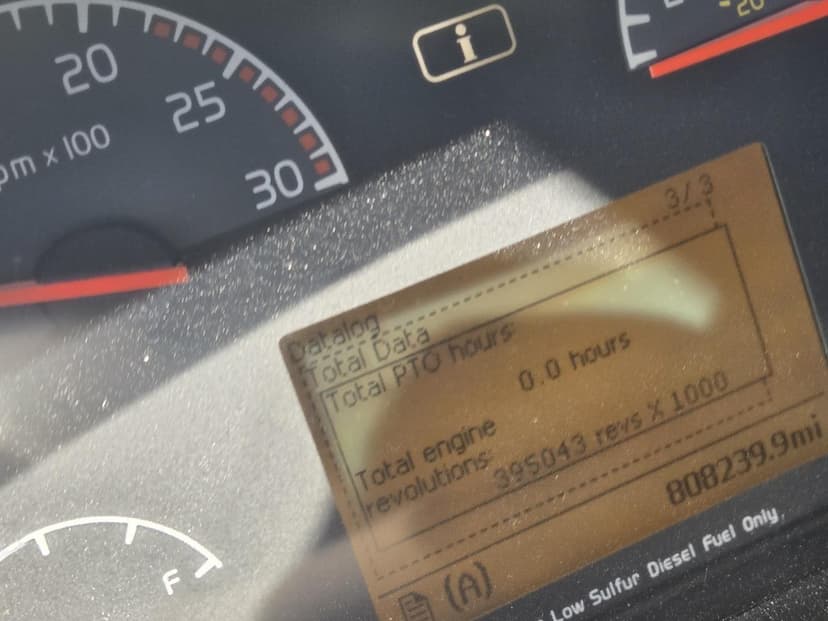 20
25
30
pm x 100
i
-20
3/3
Datalog
Total Data
Total PTO hours:
0.0 hours
Total engine
revolutions:
395043 revs X 1000
808239.9mi
(A)
Low Sulfur Diesel Fuel Only.
F